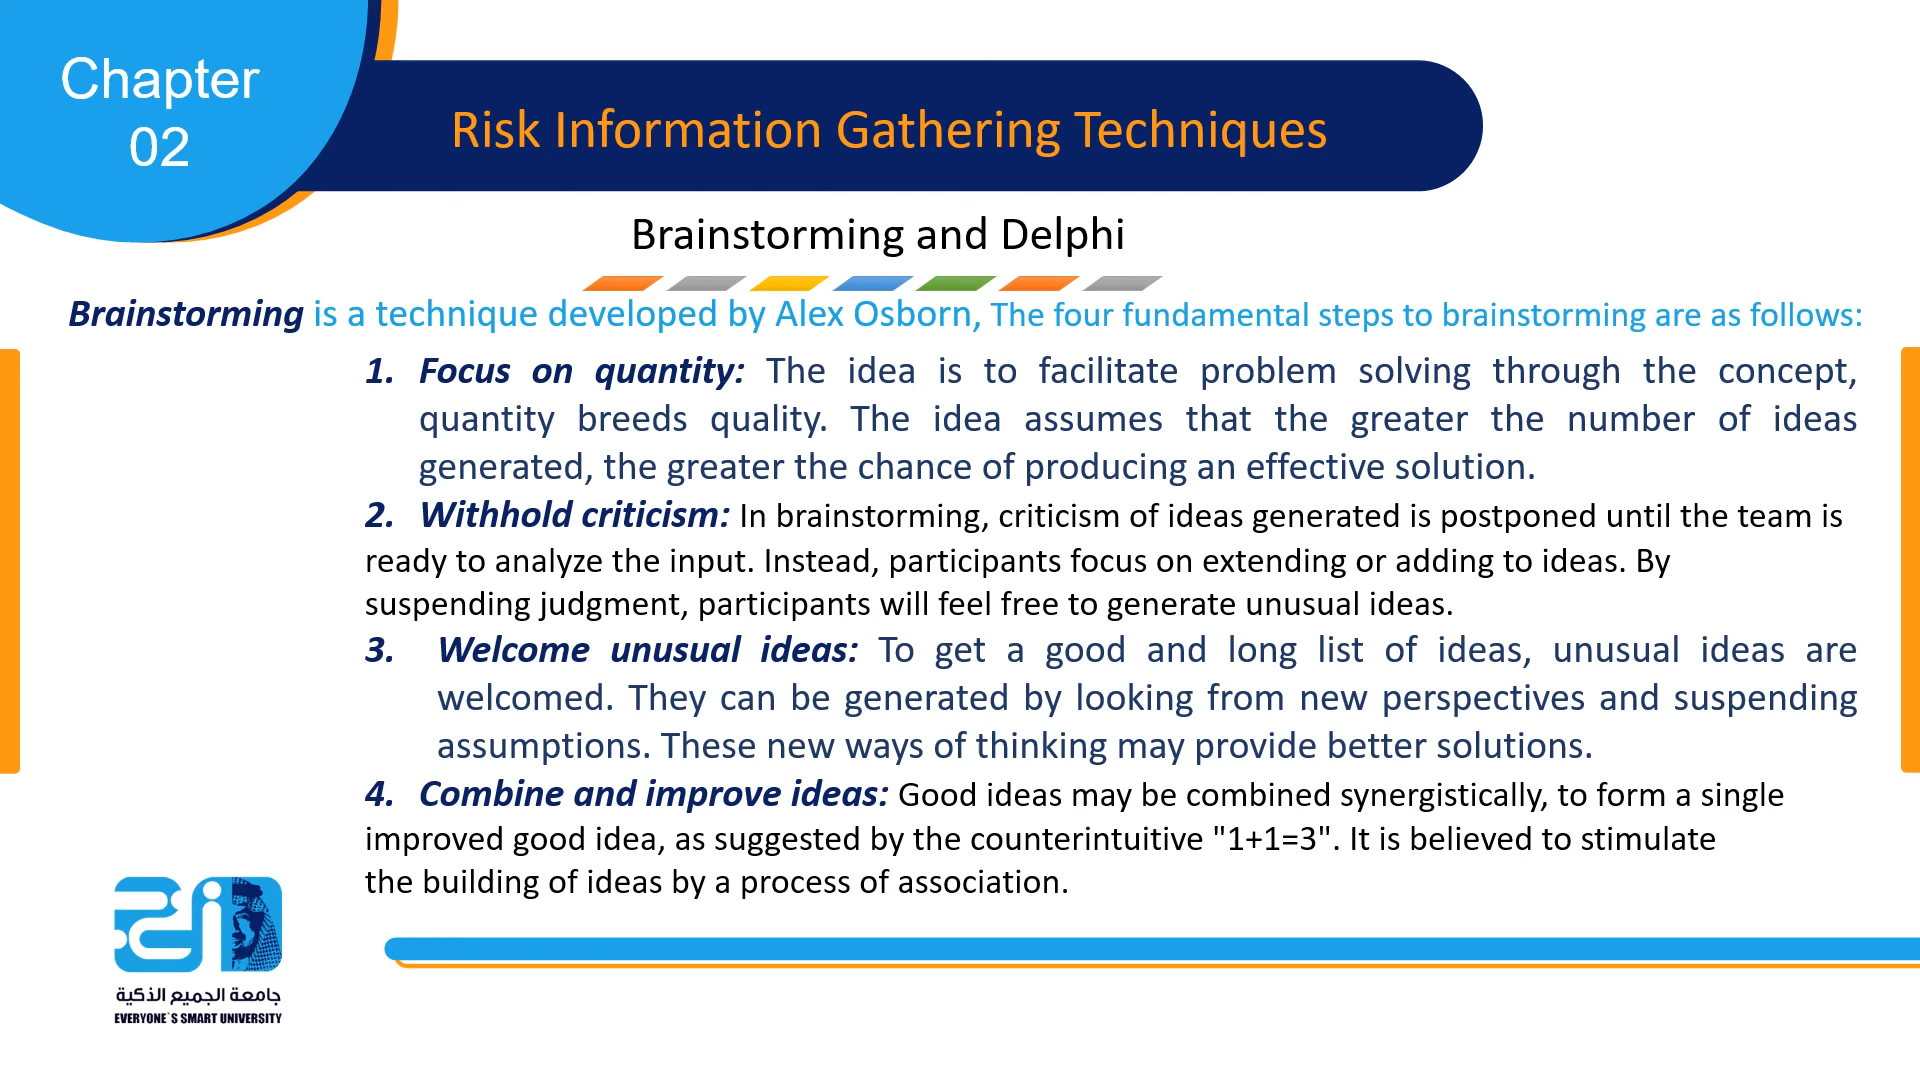 Chapter
02
Risk Information Gathering Techniques
Brainstorming and Delphi
Brainstorming is a technique developed by Alex Osborn, The four fundamental steps to brainstorming are as follows:
1. Focus on quantity: The idea is to facilitate problem solving through the concept,
quantity breeds quality. The idea assumes that the greater the number of ideas
generated, the greater the chance of producing an effective solution.
2. Withhold criticism: In brainstorming, criticism of ideas generated is postponed until the team is
ready to analyze the input. Instead, participants focus on extending or adding to ideas. By
suspending judgment, participants will feel free to generate unusual ideas.
3. Welcome unusual ideas: To get a good and long list of ideas, unusual ideas are
welcomed. They can be generated by looking from new perspectives and suspending
assumptions. These new ways of thinking may provide better solutions.
4. Combine and improve ideas: Good ideas may be combined synergistically, to form a single
improved good idea, as suggested by the counterintuitive "1+1=3". It is believed to stimulate
the building of ideas by a process of association.
جامعة الجميع الذكية
EVERYONE`S SMART UNIVERSITY